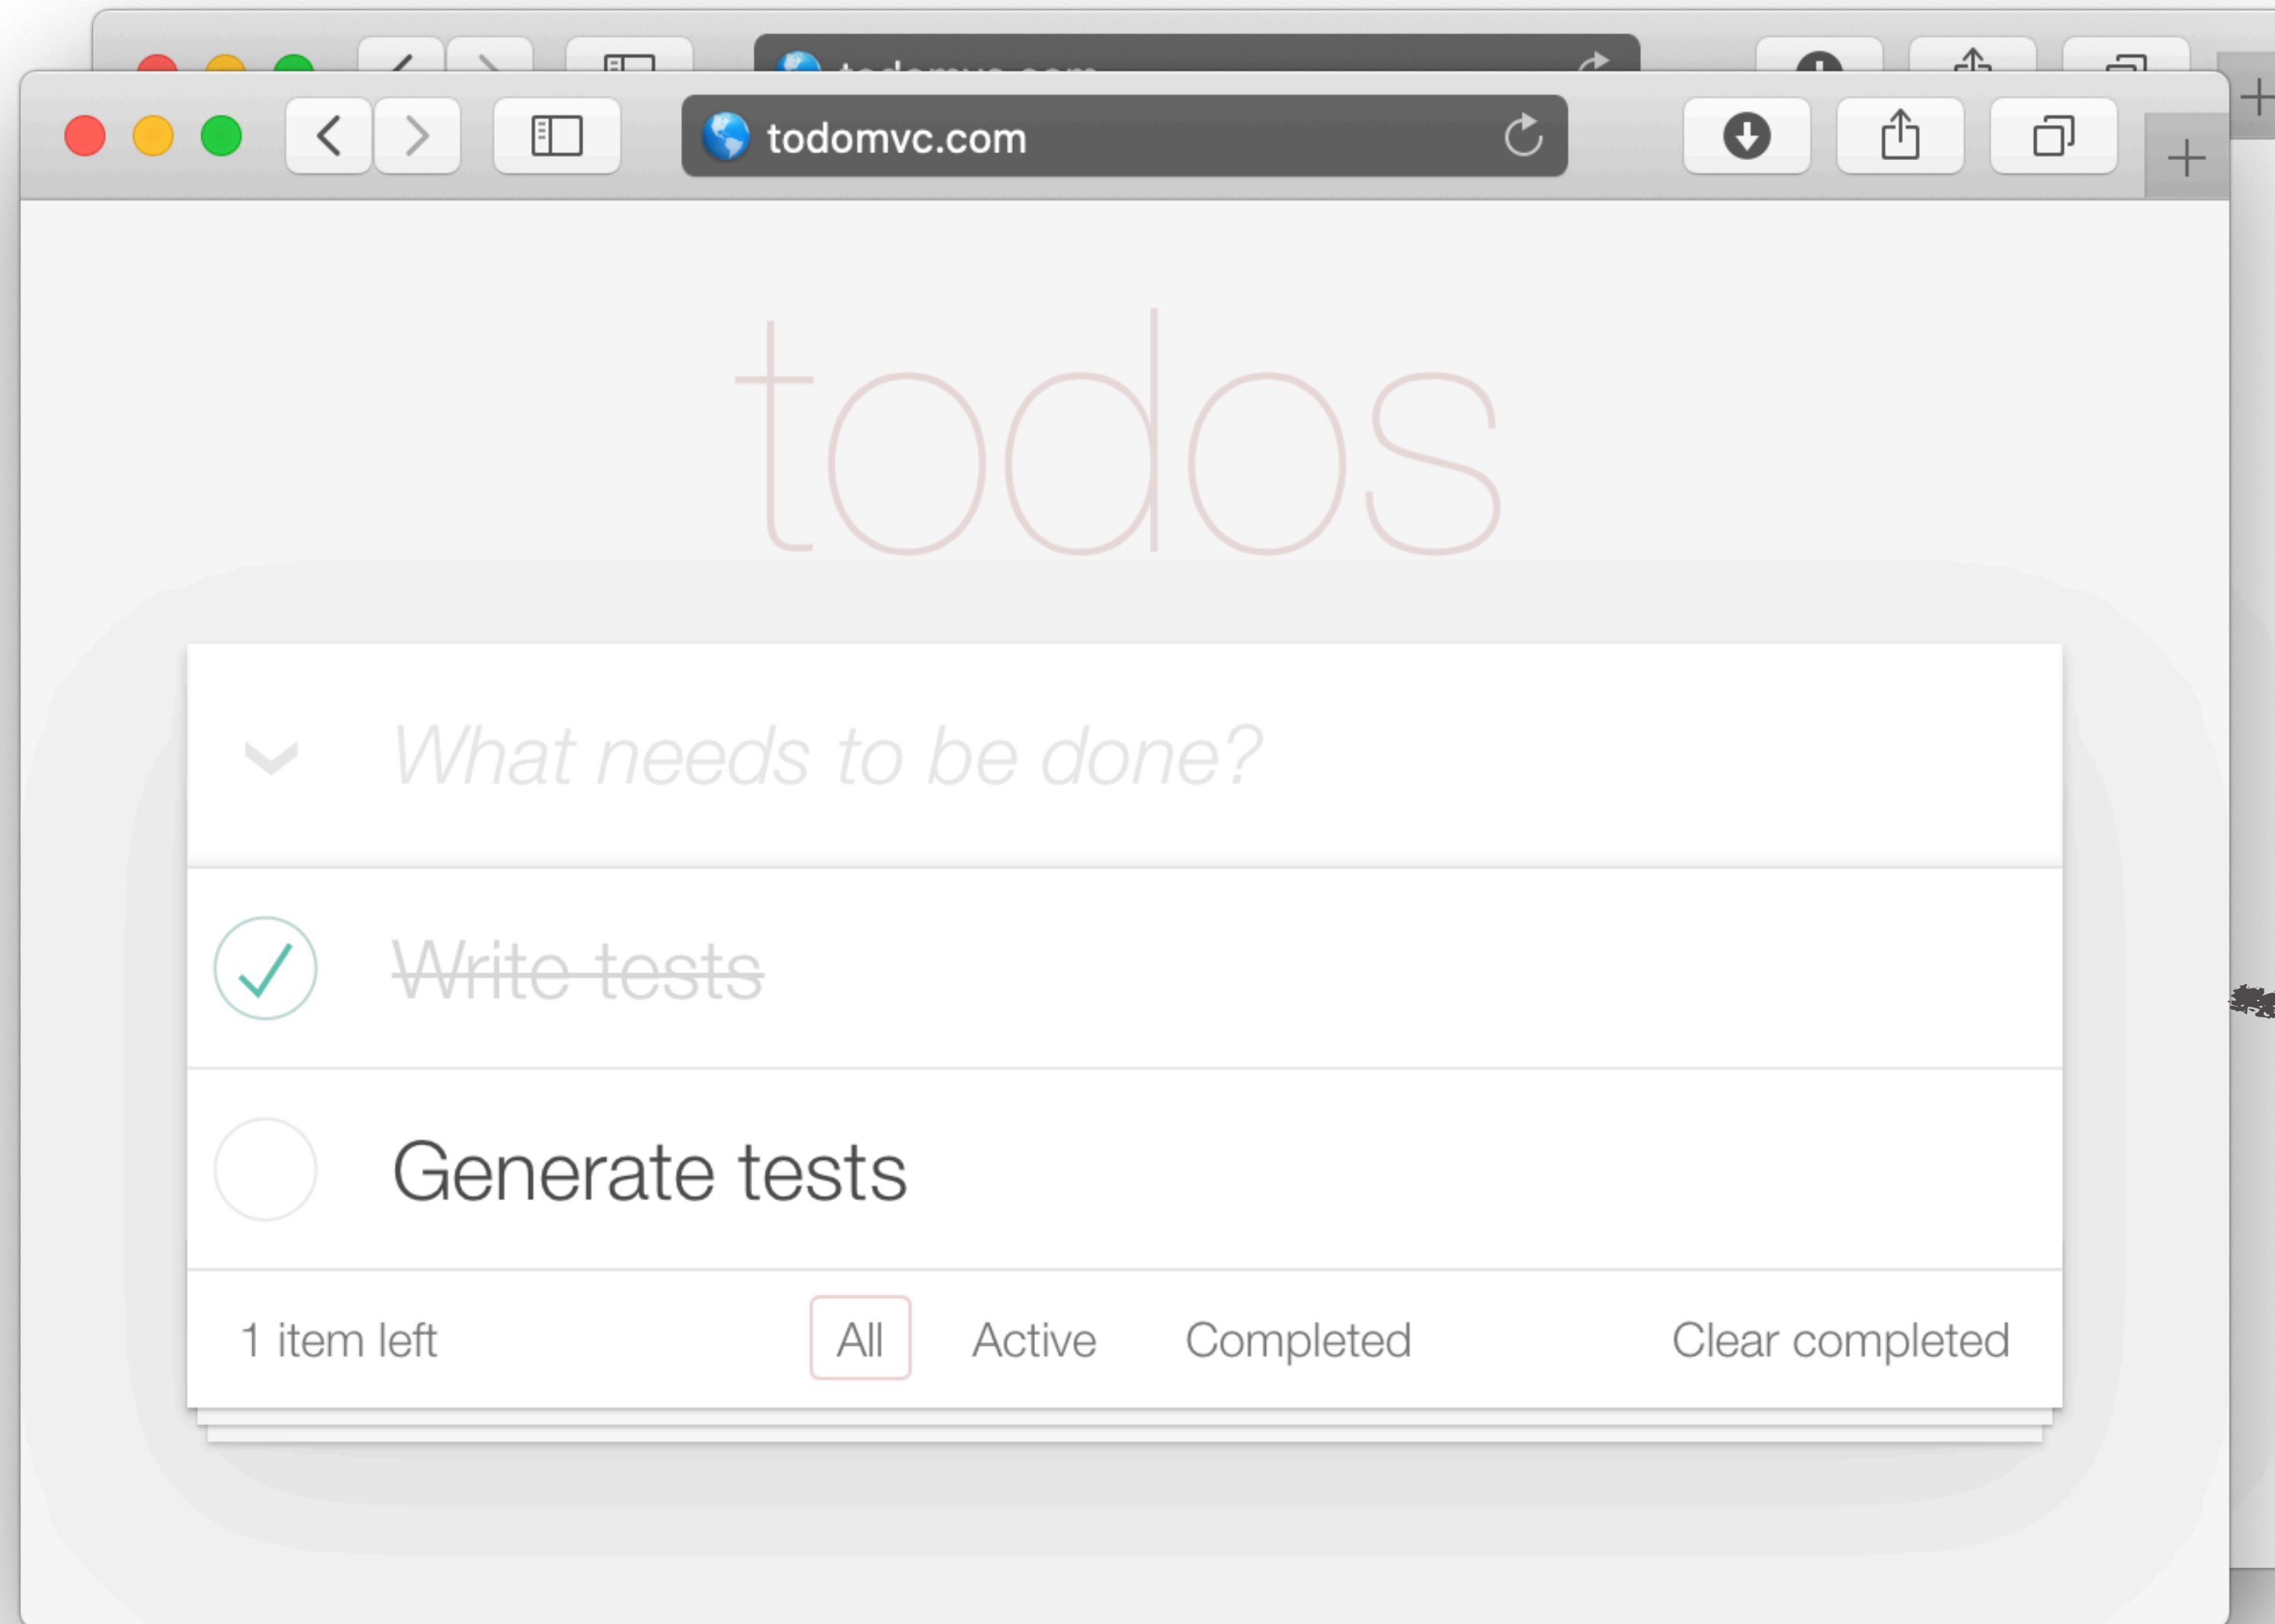 todomvc.com
todos
What needs to be done?
Write tests
Generate tests
1 item left All Active Completed Clear completed